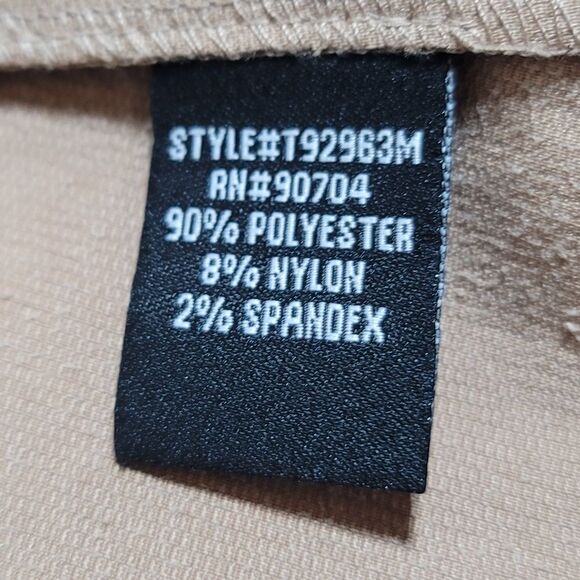 STYLE#T92963M
RN#90704
90% POLYESTER
8% NYLON
2% SPANDEX